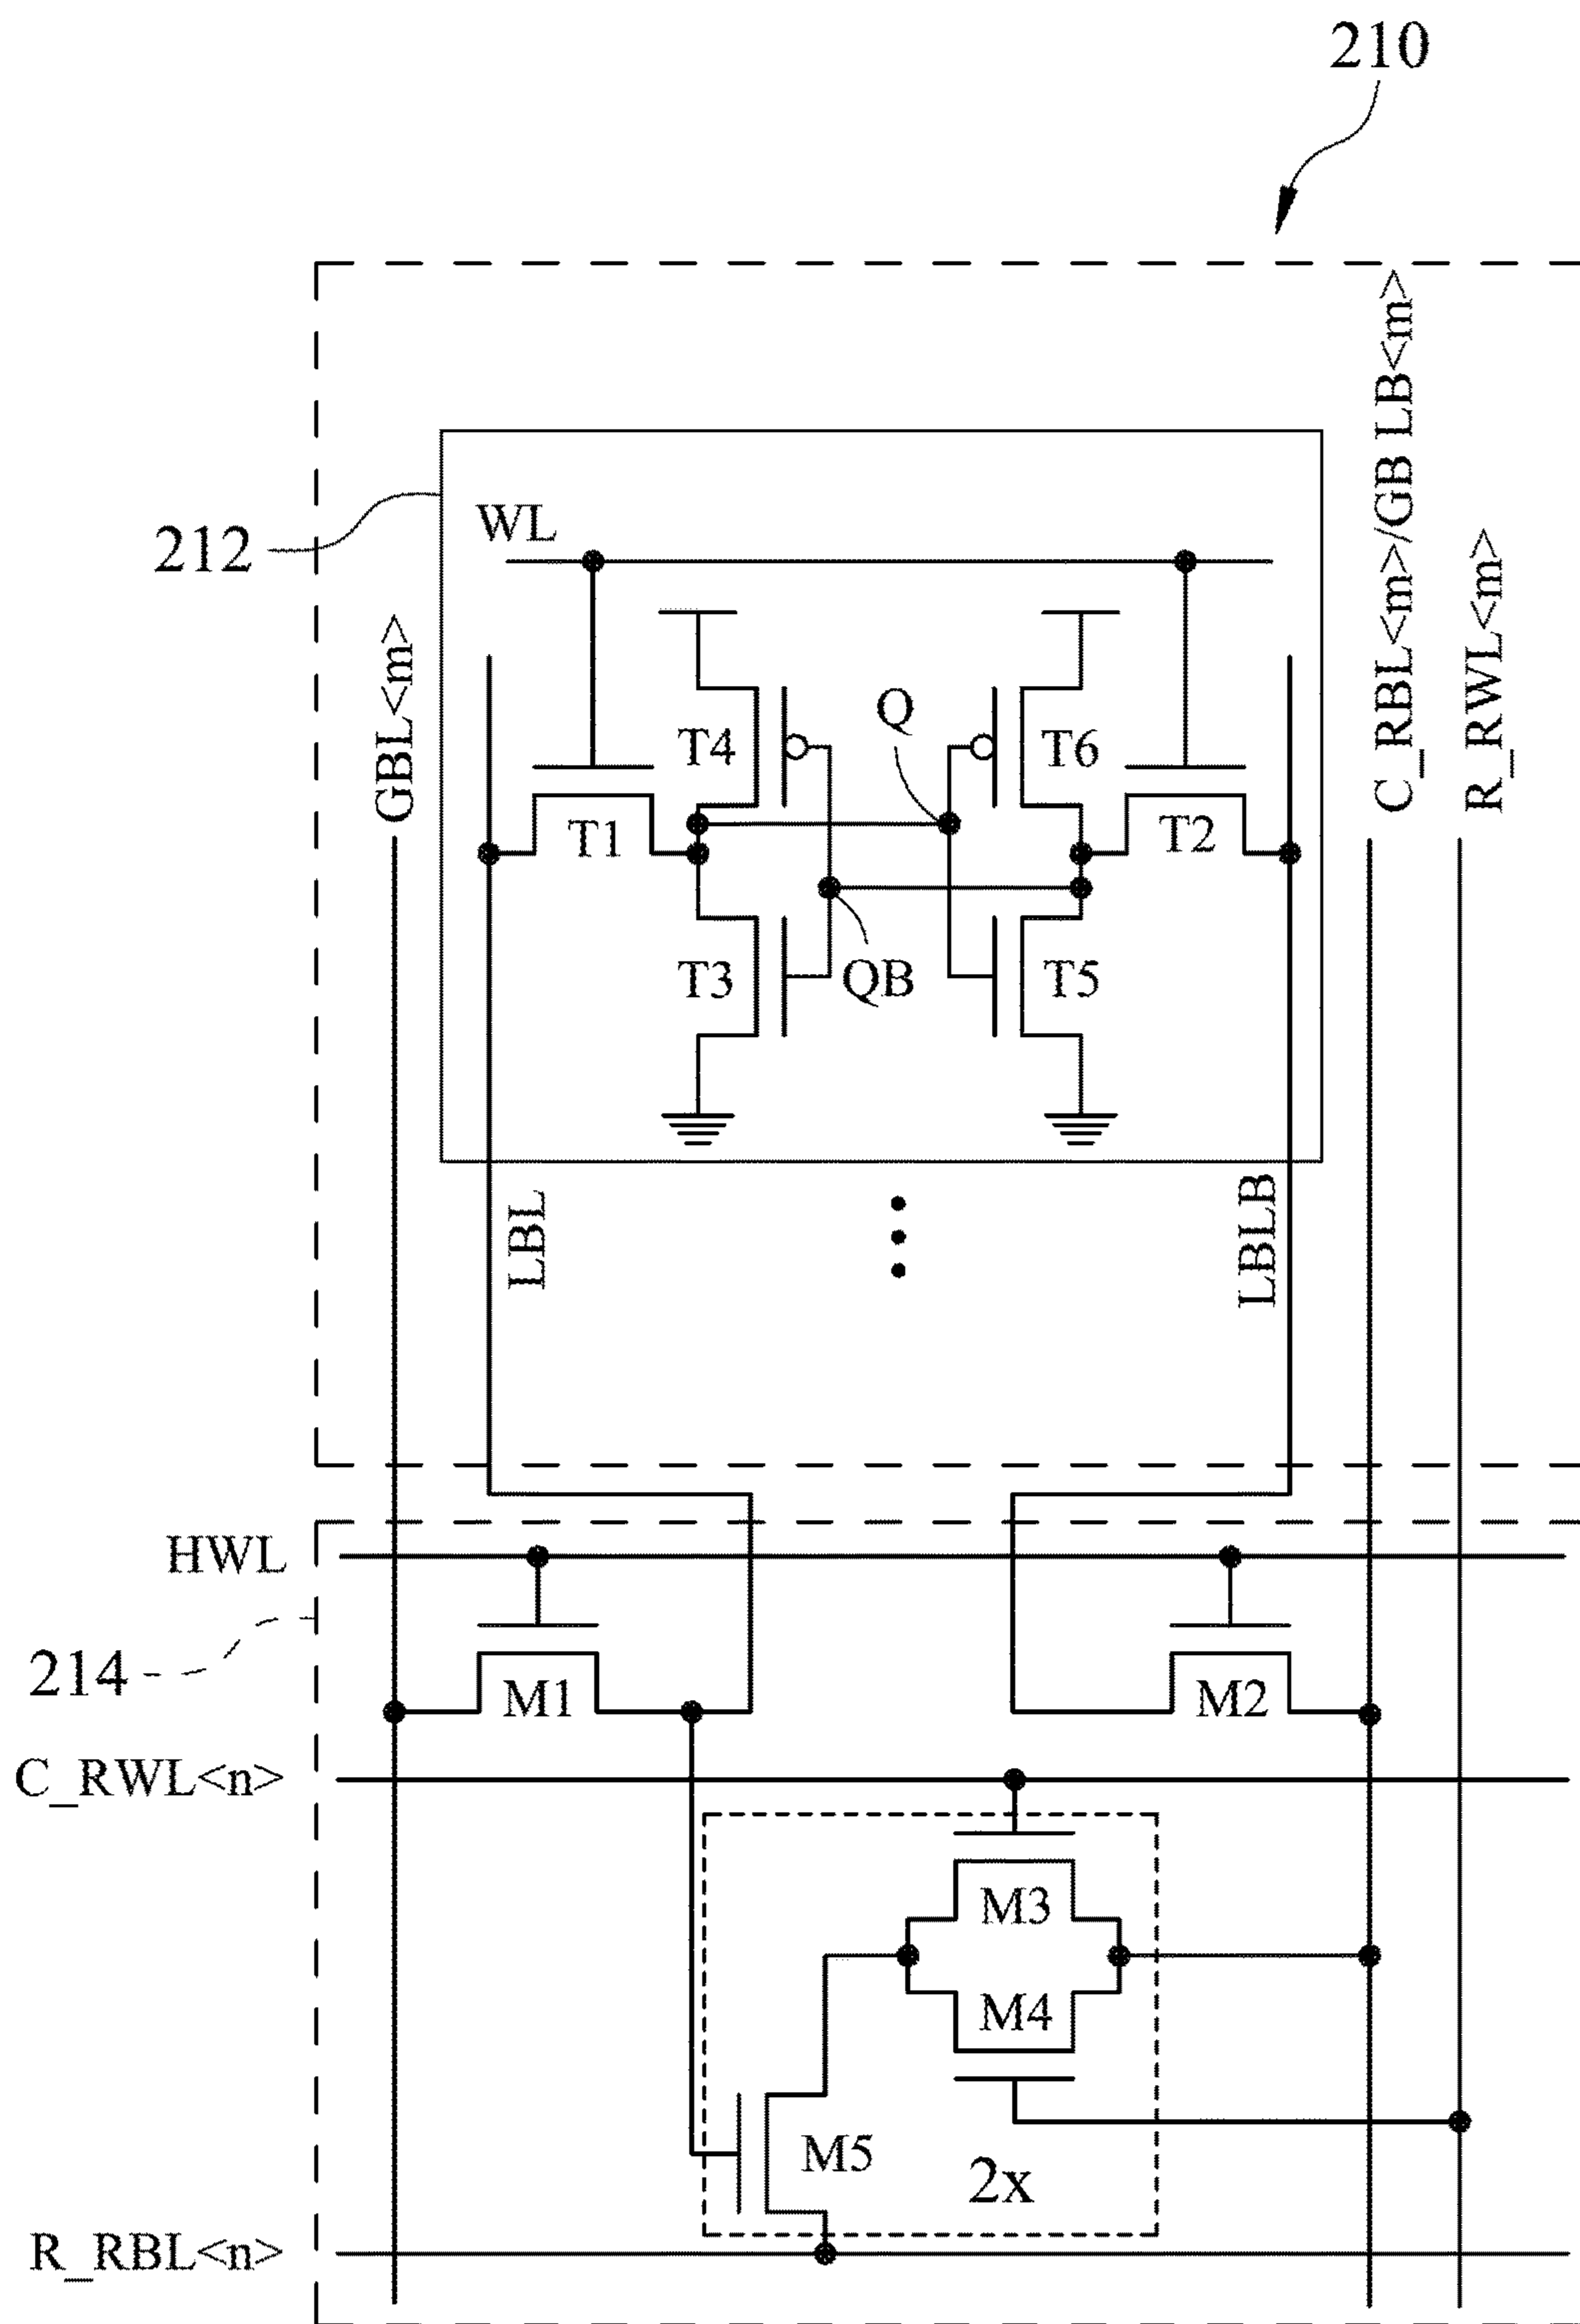 210
C_RBL<m>/GB LB<m>
R_RWL<m>
GBL<m>
212
WL
T4
Q
T6
T1
T2
T3
QB
T5
LBL
LBLB
HWL
214
M1
M2
C_RWL<n>
M3
M4
M5
2x
R_RBL<n>